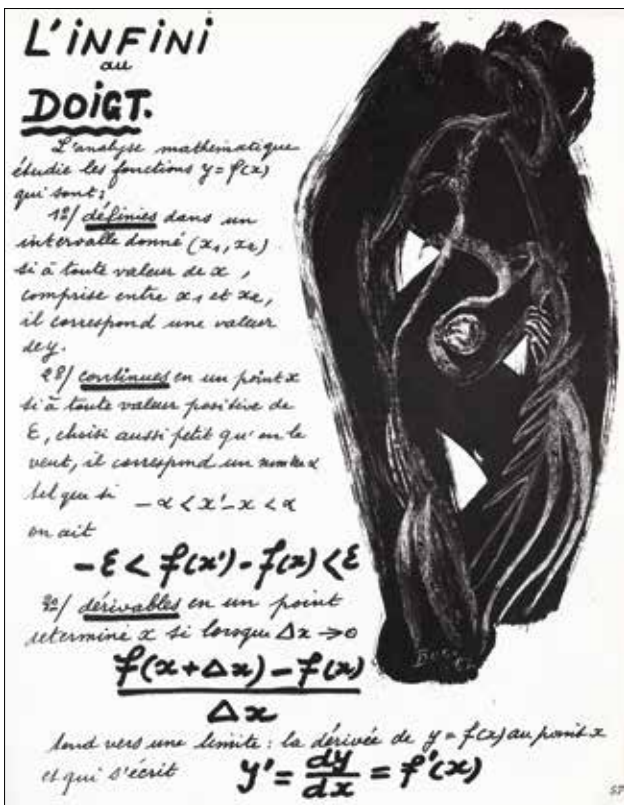 L'iNFiNi
au
DOiGT.
L'analyse mathématique
étudie les fonctions y = f(x)
qui sont :
1º/ définies dans un
intervalle donné (x₁, x₂)
si à toute valeur de x,
comprise entre x₁ et x₂,
il correspond une valeur
de y.
2º/ continues en un point x
si à toute valeur positive de
ε, choisi aussi petit qu'on le
veut, il correspond un nombre α
tel que si -α < x'-x < α
on ait
-ε < f(x') - f(x) < ε
3º/ dérivables en un point
déterminé x si lorsque Δx → 0
f(x+Δx) - f(x)
Δx
tend vers une limite : la dérivée de y = f(x) au point x
et qui s'écrit y' = dy/dx = f'(x)
57